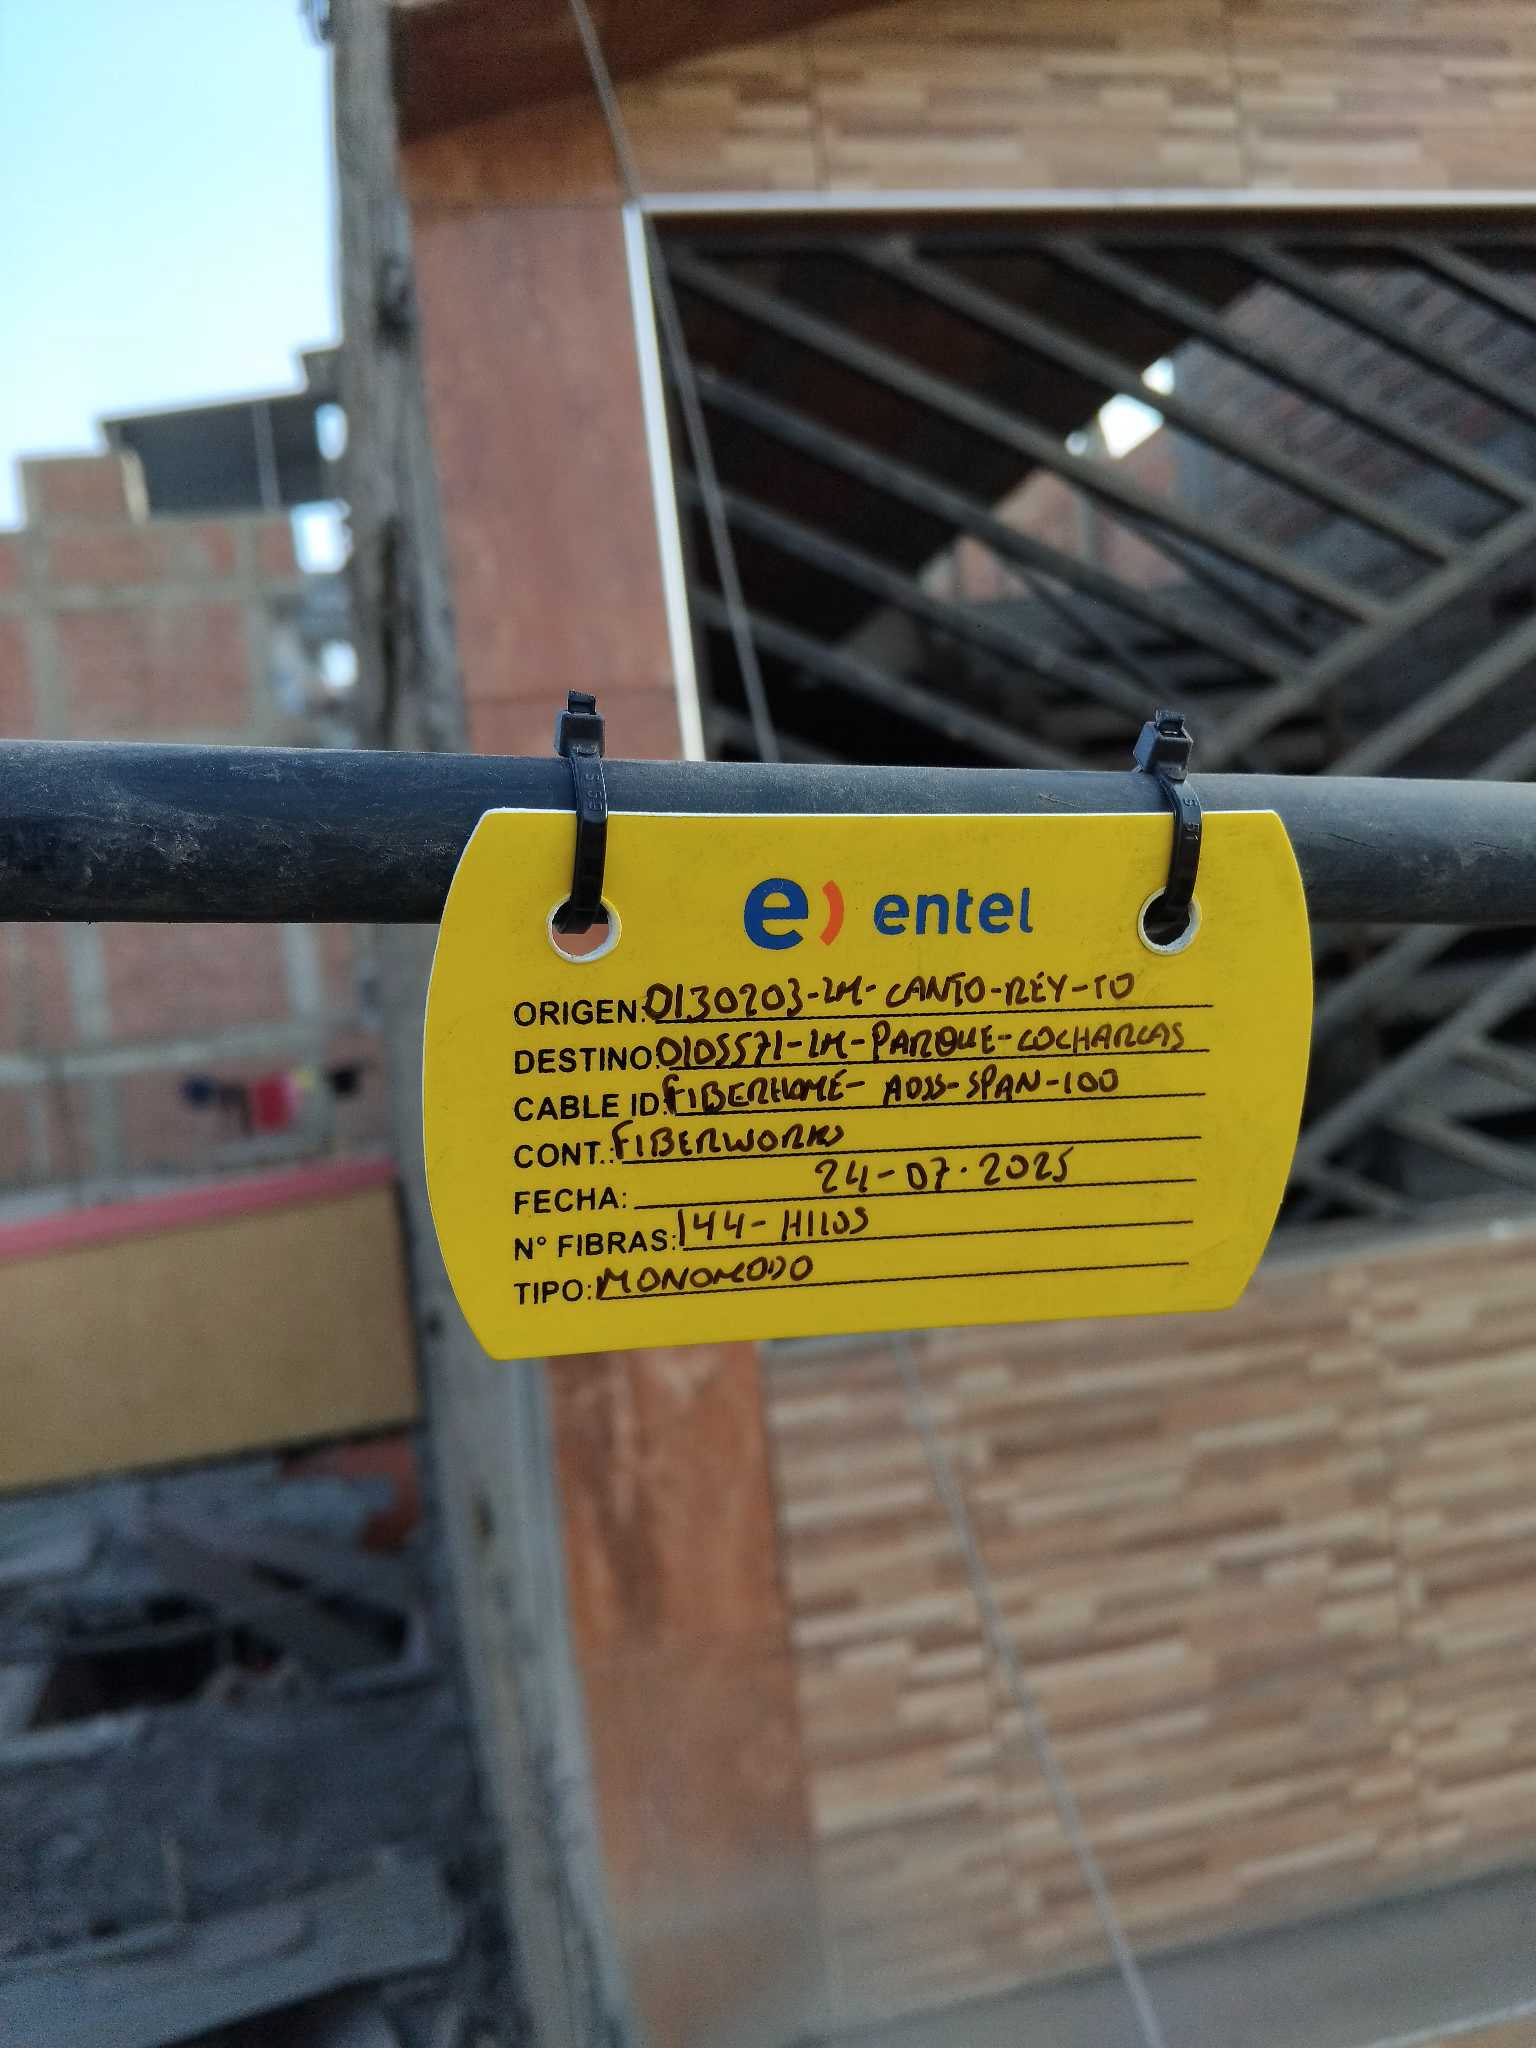 e) entel
ORIGEN: 0130203-LM-CANTO-REY-TO
DESTINO: 0105571-LM-PARQUE-COCHARCAS
CABLE ID: FIBERHOME- ADSS-SPAN-100
CONT.: FIBERWORKS
FECHA: 24-07-2025
N° FIBRAS: 144-HILOS
TIPO: MONOMODO